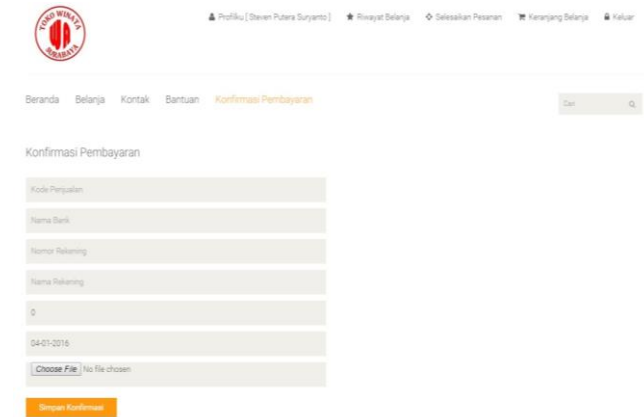 TOKO WINATA
WA
SURABAYA
Profilku [ Steven Putera Suryanto ] Riwayat Belanja Selesaikan Pesanan Keranjang Belanja Keluar
Beranda Belanja Kontak Bantuan Konfirmasi Pembayaran
Cari
Konfirmasi Pembayaran
Kode Penjualan
Nama Bank
Nomor Rekening
Nama Rekening
0
04-01-2016
Choose File No file chosen
Simpan Konfirmasi